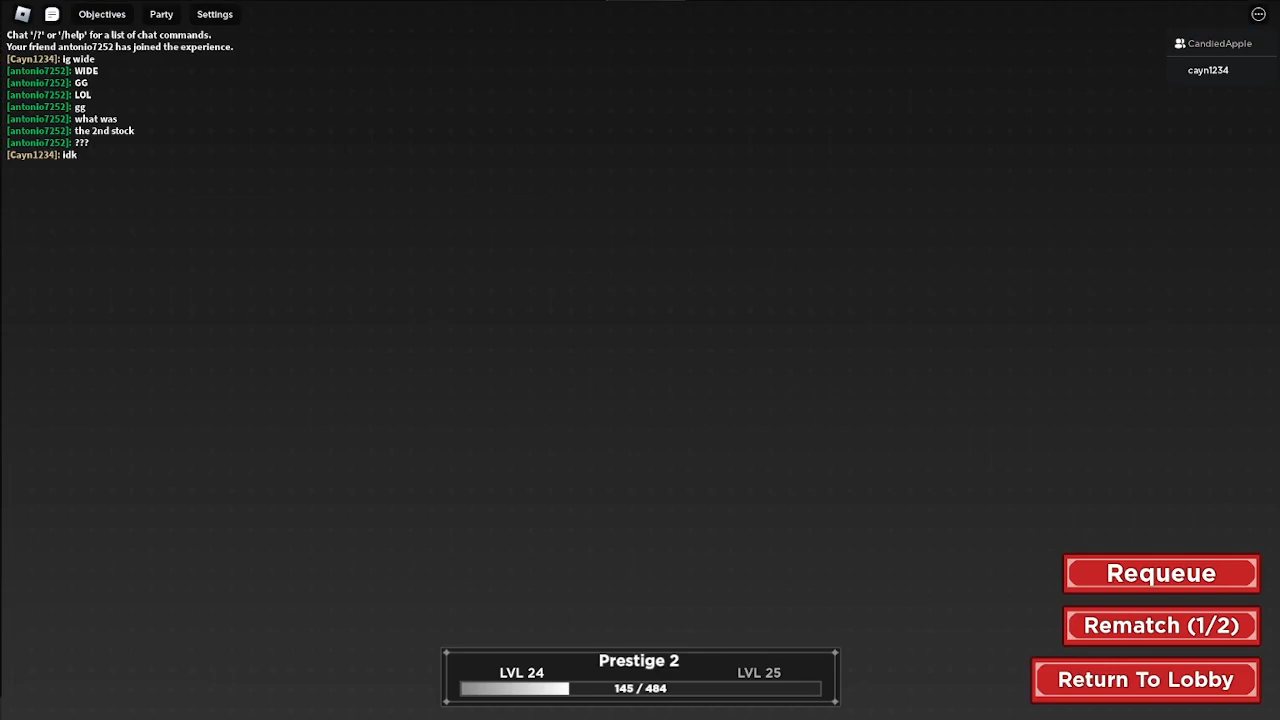 Objectives Party Settings
Chat '/?' or '/help' for a list of chat commands.
Your friend antonio7252 has joined the experience.
[Cayn1234]: ig wide
[antonio7252]: WIDE
[antonio7252]: GG
[antonio7252]: LOL
[antonio7252]: gg
[antonio7252]: what was
[antonio7252]: the 2nd stock
[antonio7252]: ???
[Cayn1234]: idk
CandiedApple
cayn1234
Requeue
Rematch (1/2)
Return To Lobby
Prestige 2
LVL 24 LVL 25
145 / 484